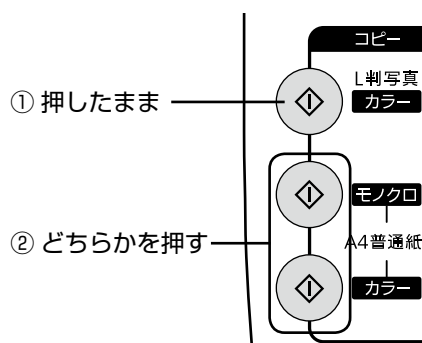 コピー
① 押したまま
L判写真
カラー
モノクロ
② どちらかを押す
A4普通紙
カラー